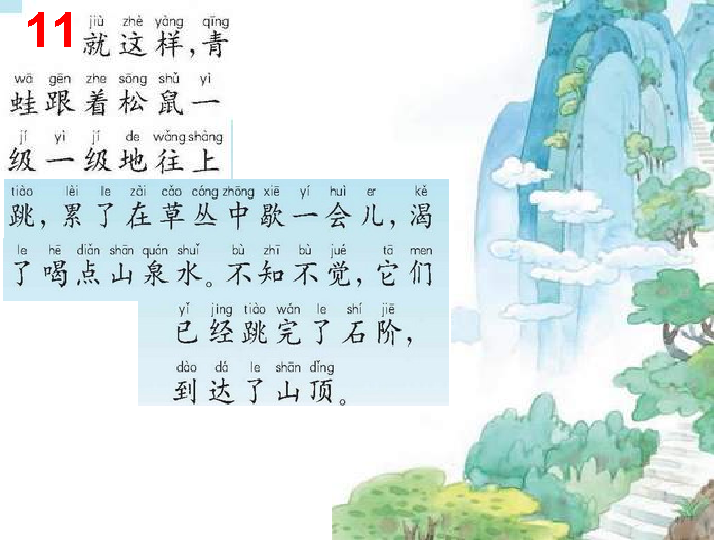 11
jiù zhè yàng qīng
就这样，青
wā gēn zhe sōng shǔ yì
蛙跟着松鼠一
jí yì jí de wǎng shàng
级一级地往上
tiào lèi le zài cǎo cóng zhōng xiē yí huì er kě
跳，累了在草丛中歇一会儿，渴
le hē diǎn shān quán shuǐ bù zhī bù jué tā men
了喝点山泉水。不知不觉，它们
yǐ jīng tiào wán le shí jiē
已经跳完了石阶，
dào dá le shān dǐng
到达了山顶。